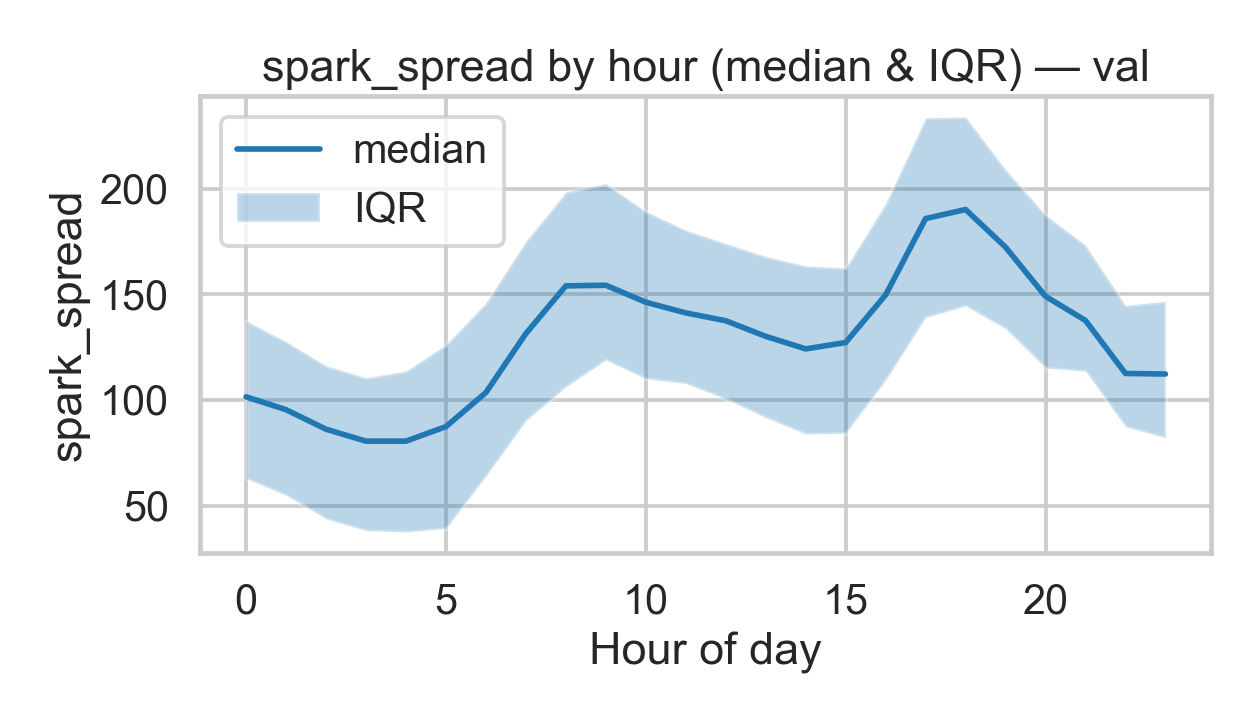 spark_spread by hour (median & IQR) — val
median
IQR
spark_spread
200
150
100
50
0 5 10 15 20
Hour of day